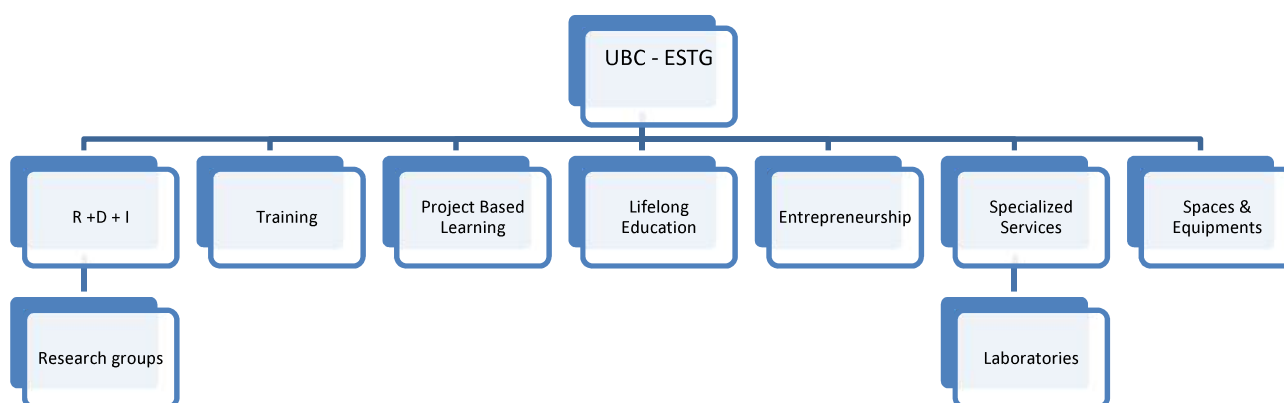 UBC - ESTG
R +D + I
Training
Project Based
Learning
Lifelong
Education
Entrepreneurship
Specialized
Services
Spaces &
Equipments
Research groups
Laboratories